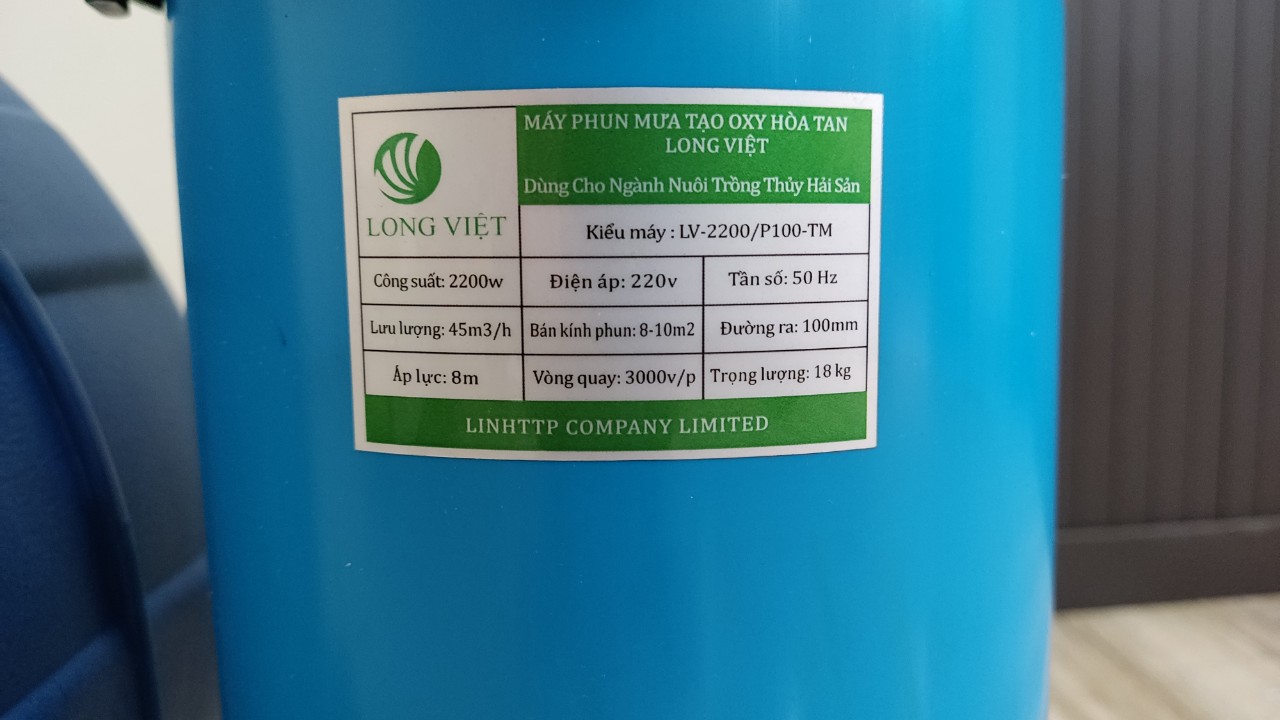 MÁY PHUN MƯA TẠO OXY HÒA TAN
LONG VIỆT
Dùng Cho Ngành Nuôi Trồng Thủy Hải Sản
LONG VIỆT
Kiểu máy : LV-2200/P100-TM
Công suất: 2200w
Điện áp: 220v
Tần số: 50 Hz
Lưu lượng: 45m3/h
Bán kính phun: 8-10m2
Đường ra: 100mm
Áp lực: 8m
Vòng quay: 3000v/p
Trọng lượng: 18 kg
LINHTTP COMPANY LIMITED